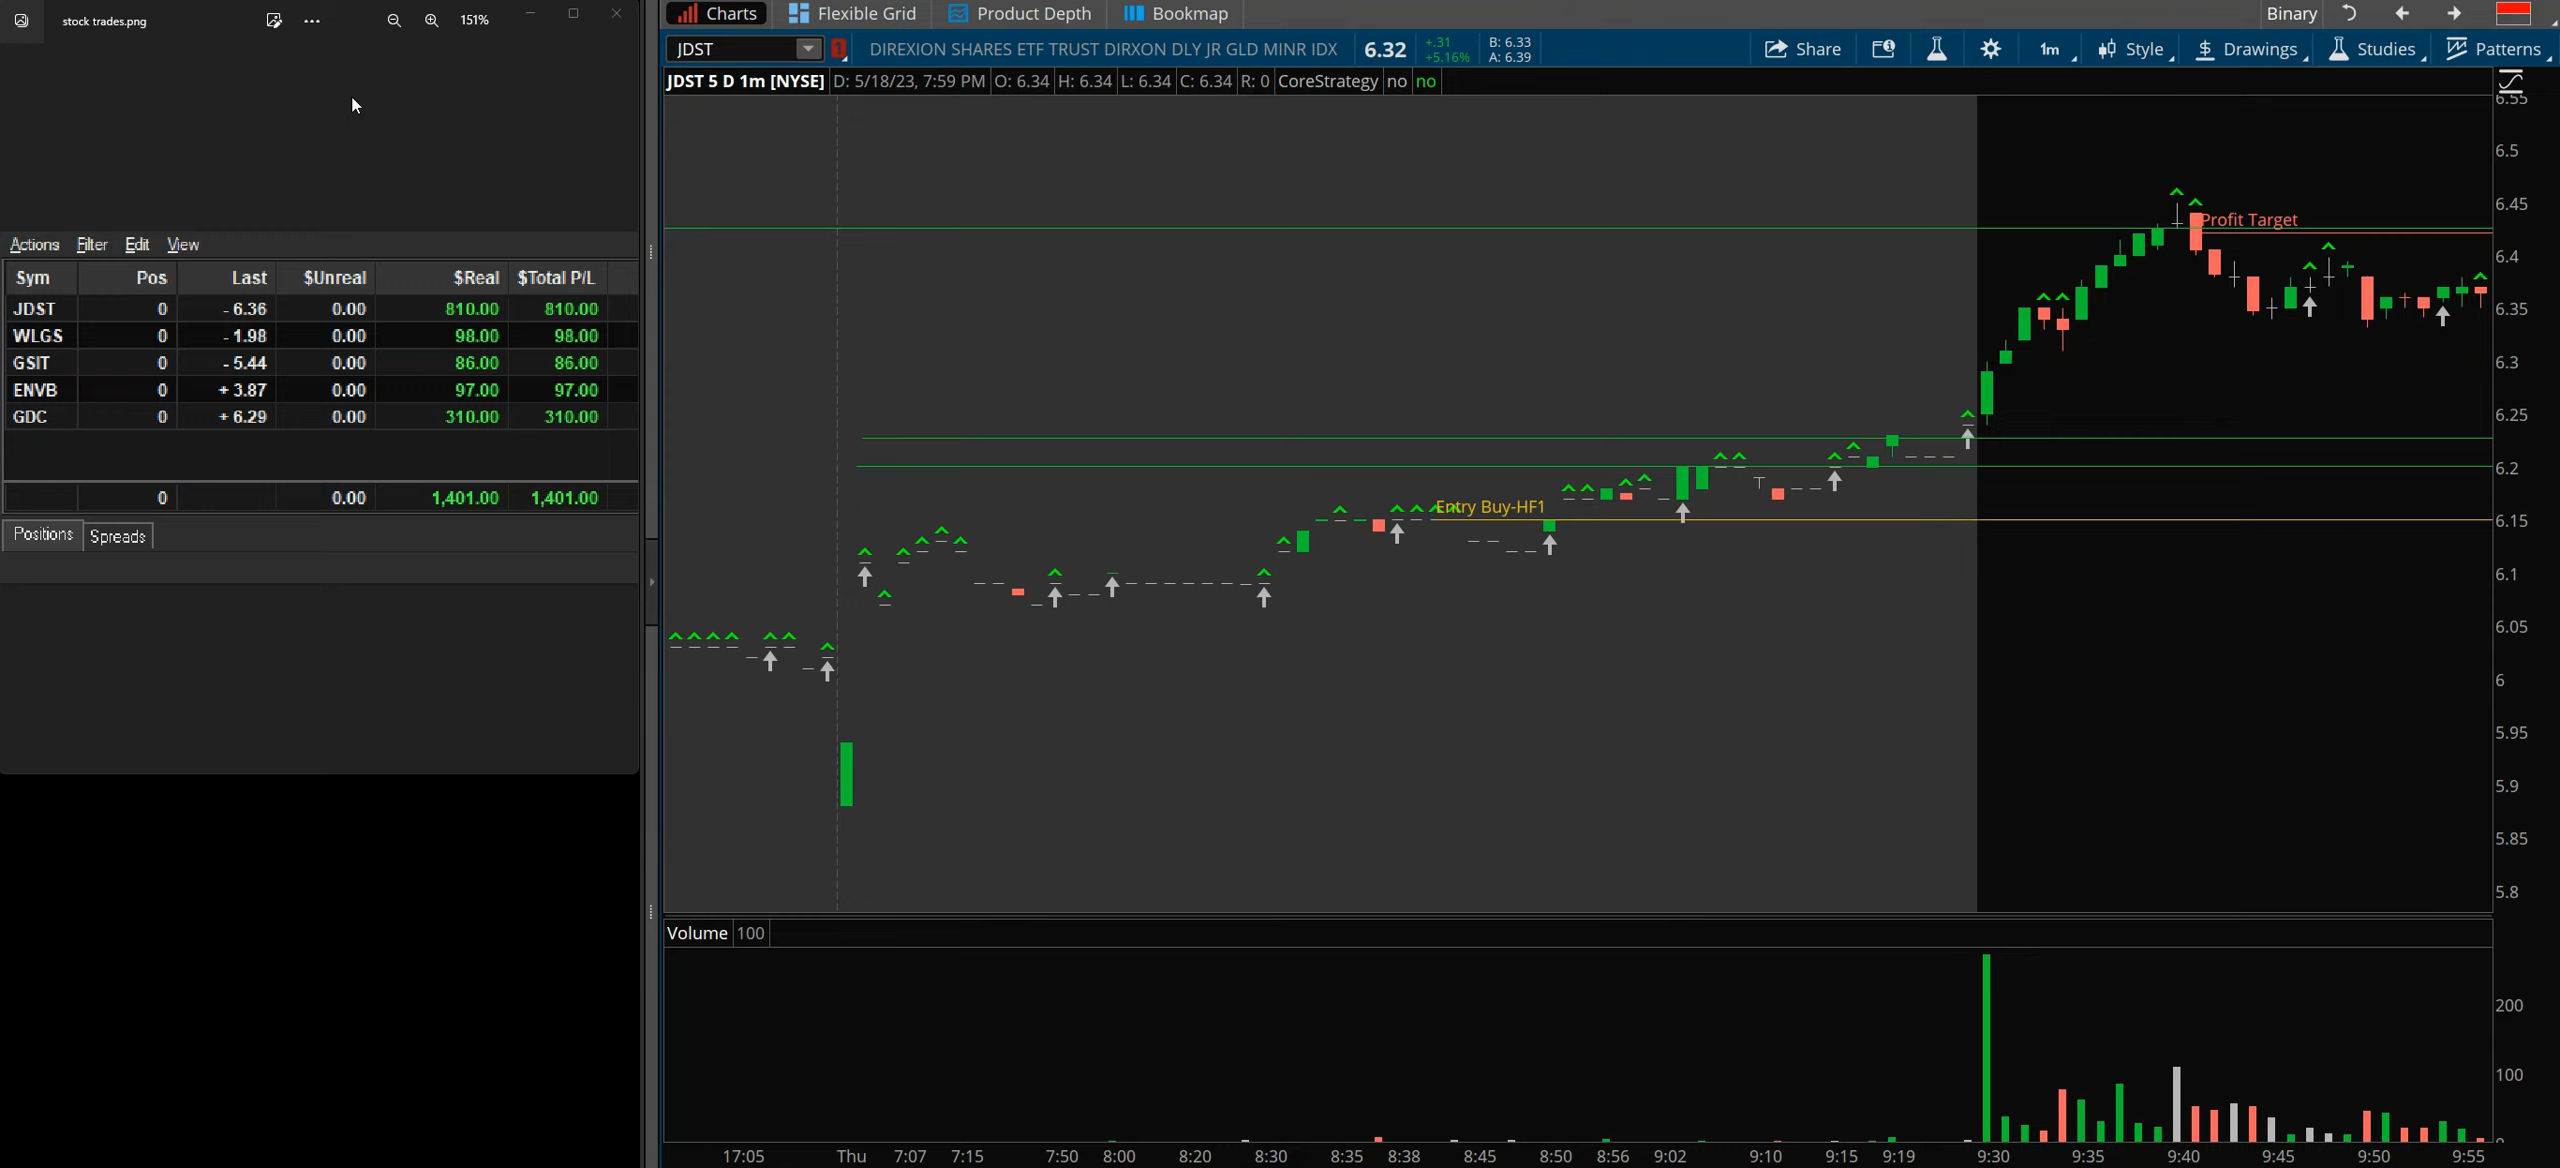 stock trades.png
151%
Actions Filter Edit View
Sym Pos Last $Unreal $Real $Total P/L
JDST 0 - 6.36 0.00 810.00 810.00
WLGS 0 - 1.98 0.00 98.00 98.00
GSIT 0 - 5.44 0.00 86.00 86.00
ENVB 0 + 3.87 0.00 97.00 97.00
GDC 0 + 6.29 0.00 310.00 310.00
0 0.00 1,401.00 1,401.00
Positions Spreads
Charts Flexible Grid Product Depth Bookmap Binary
JDST 1 DIREXION SHARES ETF TRUST DIRXON DLY JR GLD MINR IDX 6.32 +.31 +5.16% B: 6.33 A: 6.39 Share 1m Style $ Drawings Studies Patterns
JDST 5 D 1m [NYSE] D: 5/18/23, 7:59 PM O: 6.34 H: 6.34 L: 6.34 C: 6.34 R: 0 CoreStrategy no no
6.55
6.5
6.45
Profit Target
6.4
6.35
6.3
6.25
6.2
Entry Buy-HF1
6.15
6.1
6.05
6
5.95
5.9
5.85
5.8
Volume 100
200
100
0
17:05 Thu 7:07 7:15 7:50 8:00 8:20 8:30 8:35 8:38 8:45 8:50 8:56 9:02 9:10 9:15 9:19 9:30 9:35 9:40 9:45 9:50 9:55